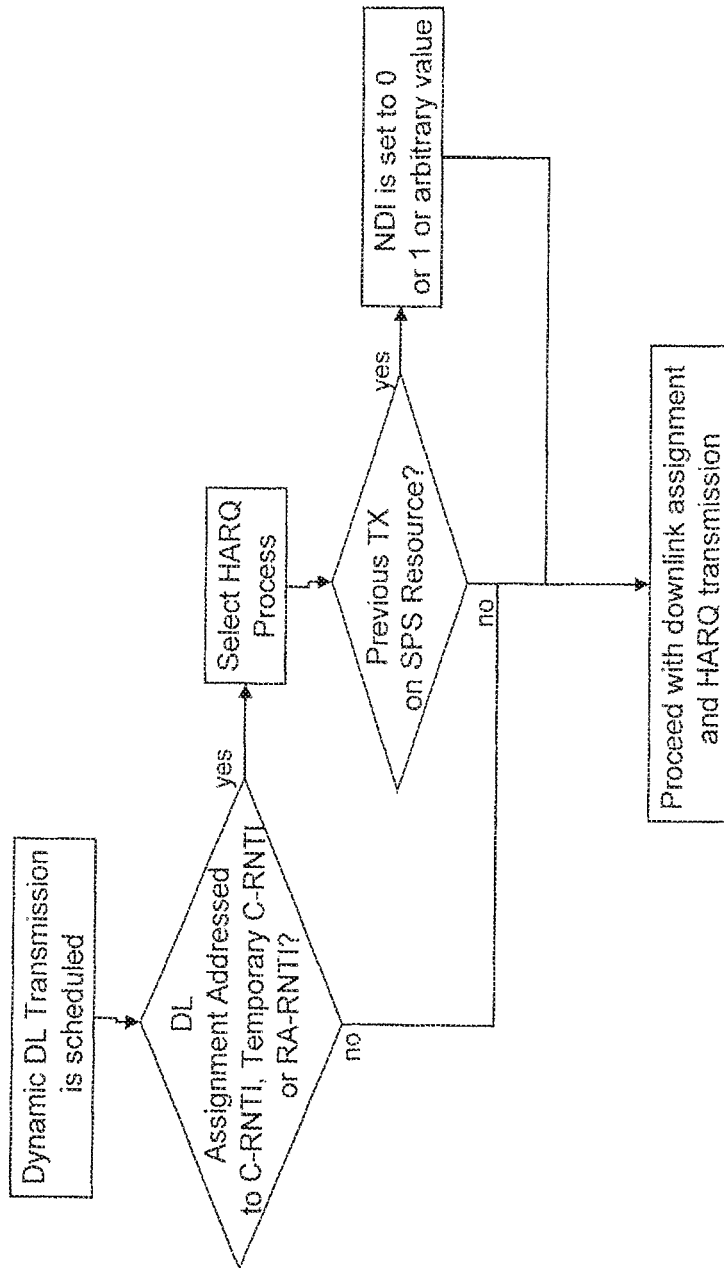 Dynamic DL Transmission
is scheduled
DL
Assignment Addressed
to C-RNTI, Temporary C-RNTI
or RA-RNTI?
yes
no
Select HARQ
Process
Previous TX
on SPS Resource?
yes
no
NDI is set to 0
or 1 or arbitrary value
Proceed with downlink assignment
and HARQ transmission